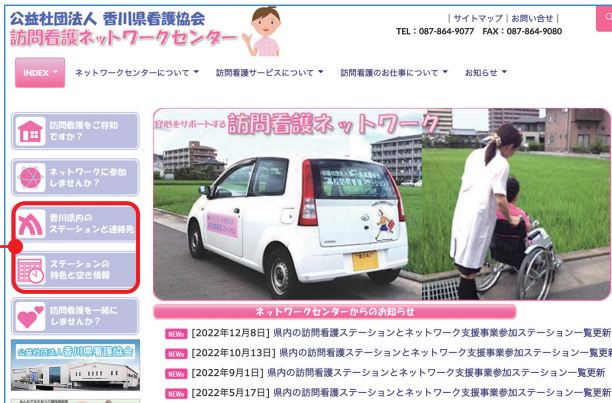 公益社団法人 香川県看護協会
訪問看護ネットワークセンター
| サイトマップ | お問い合せ |
TEL：087-864-9077 FAX：087-864-9080
INDEX ネットワークセンターについて 訪問看護サービスについて 訪問看護のお仕事について お知らせ
訪問看護をご存知
ですか？
ネットワークに参加
しませんか？
香川県内の
ステーションと連絡先
ステーションの
特色と空き情報
訪問看護を一緒に
しませんか？
公益社団法人香川県看護協会
安心をサポートする 訪問看護ネットワーク
ネットワークセンターからのお知らせ
NEWs [2022年12月8日] 県内の訪問看護ステーションとネットワーク支援事業参加ステーション一覧更新
NEWs [2022年10月13日] 県内の訪問看護ステーションとネットワーク支援事業参加ステーション一覧更新
NEWs [2022年9月1日] 県内の訪問看護ステーションとネットワーク支援事業参加ステーション一覧更新
NEWs [2022年5月17日] 県内の訪問看護ステーションとネットワーク支援事業参加ステーション一覧更新